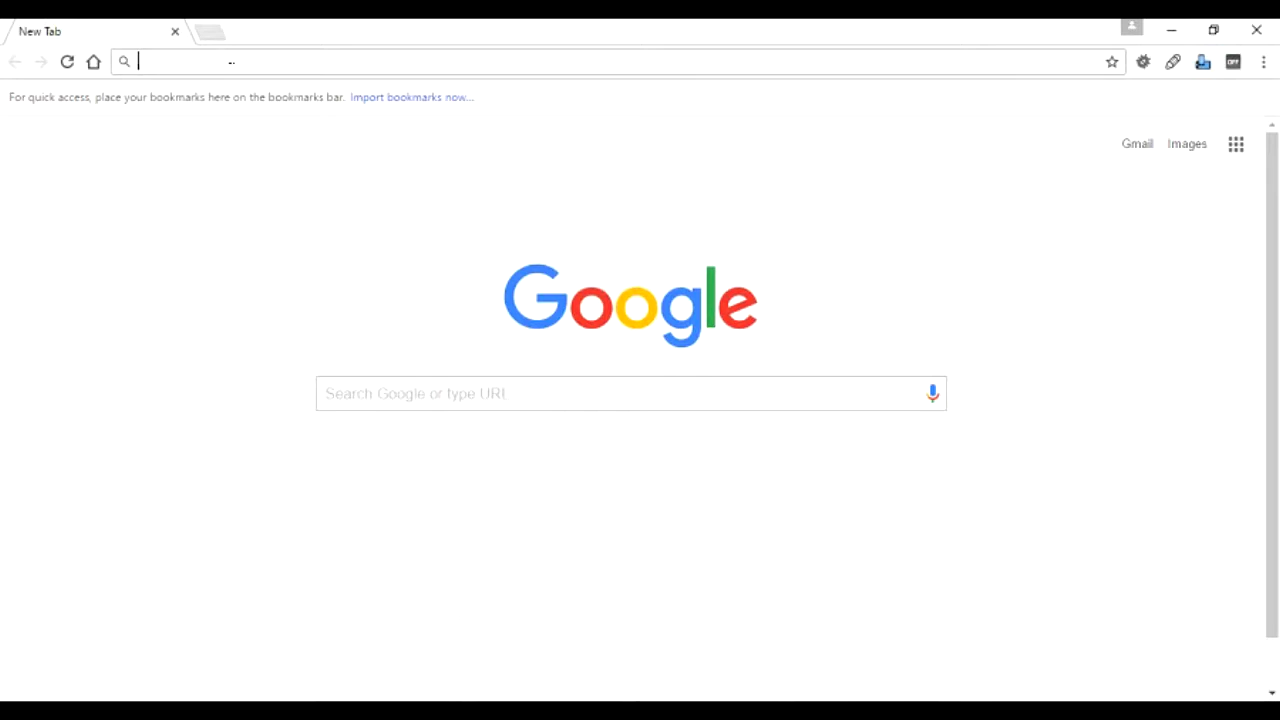 New Tab
OFF
For quick access, place your bookmarks here on the bookmarks bar. Import bookmarks now...
Gmail Images
Google
Search Google or type URL